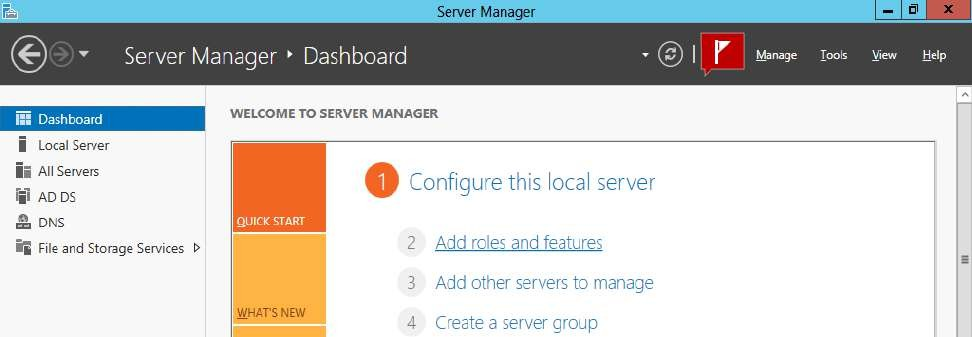 Server Manager
Server Manager ‣ Dashboard
Manage Tools View Help
Dashboard
Local Server
All Servers
AD DS
DNS
File and Storage Services
WELCOME TO SERVER MANAGER
QUICK START
WHAT'S NEW
1 Configure this local server
2 Add roles and features
3 Add other servers to manage
4 Create a server group